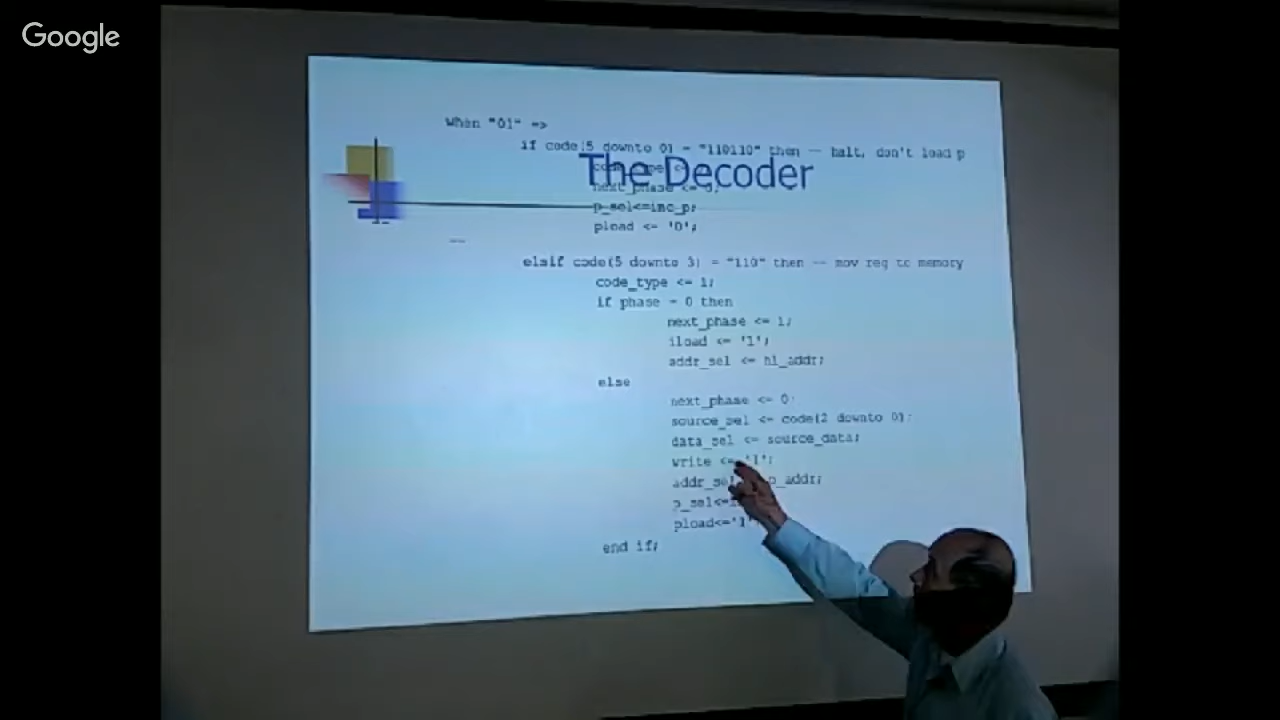 Google
When "01" =>
if code(5 downto 0) = "110110" then -- halt, don't load p
The Decoder
next_phase <= 0;
p_sel<=inc_p;
pload <= '0';
--
--
elsif code(5 downto 3) = "110" then -- mov reg to memory
code_type <= 1;
if phase = 0 then
next_phase <= 1;
iload <= '1';
addr_sel <= hl_addr;
else
next_phase <= 0;
source_sel <= code(2 downto 0);
data_sel <= source_data;
write <= '1';
addr_sel p_addr;
p_sel<=
pload<='1'
end if;